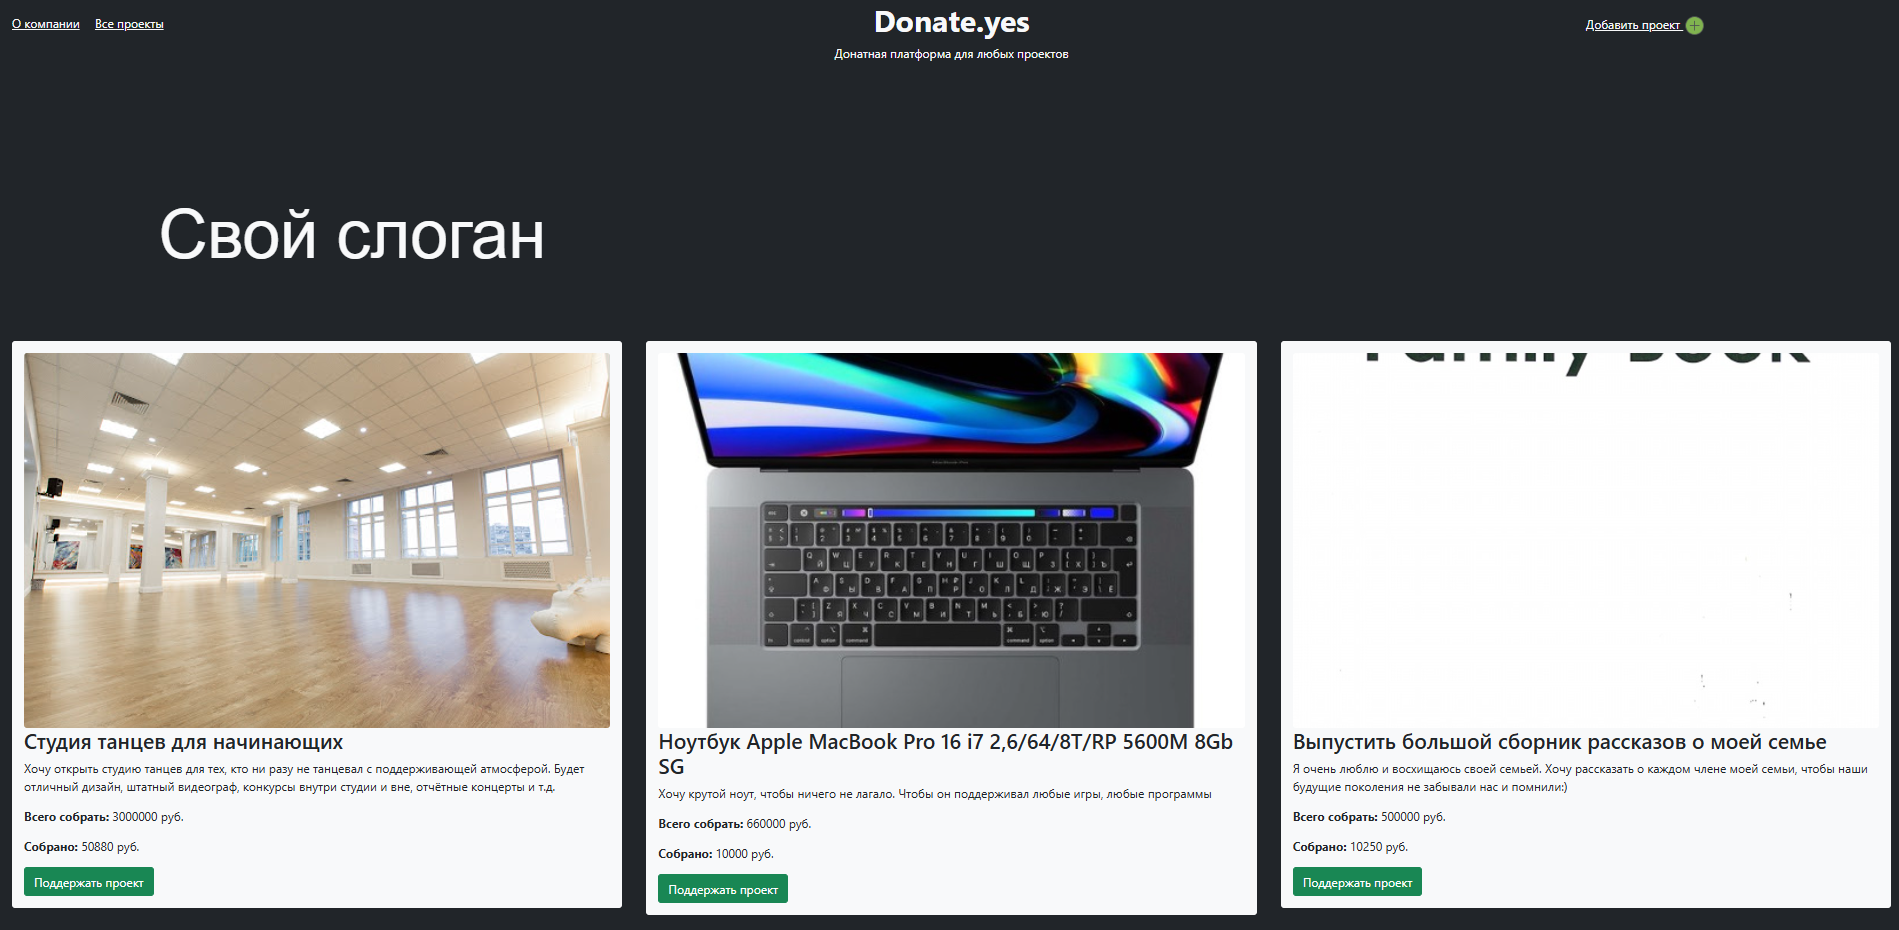 О компании Все проекты
Donate.yes
Добавить проект
Донатная платформа для любых проектов
Свой слоган
Студия танцев для начинающих
Хочу открыть студию танцев для тех, кто ни разу не танцевал с поддерживающей атмосферой. Будет
отличный дизайн, штатный видеограф, конкурсы внутри студии и вне, отчётные концерты и т.д.
Всего собрать: 3000000 руб.
Собрано: 50880 руб.
Поддержать проект
Ноутбук Apple MacBook Pro 16 i7 2,6/64/8T/RP 5600M 8Gb
SG
Хочу крутой ноут, чтобы ничего не лагало. Чтобы он поддерживал любые игры, любые программы
Всего собрать: 660000 руб.
Собрано: 10000 руб.
Поддержать проект
Family Book
Выпустить большой сборник рассказов о моей семье
Я очень люблю и восхищаюсь своей семьей. Хочу рассказать о каждом члене моей семьи, чтобы наши
будущие поколения не забывали нас и помнили:)
Всего собрать: 500000 руб.
Собрано: 10250 руб.
Поддержать проект